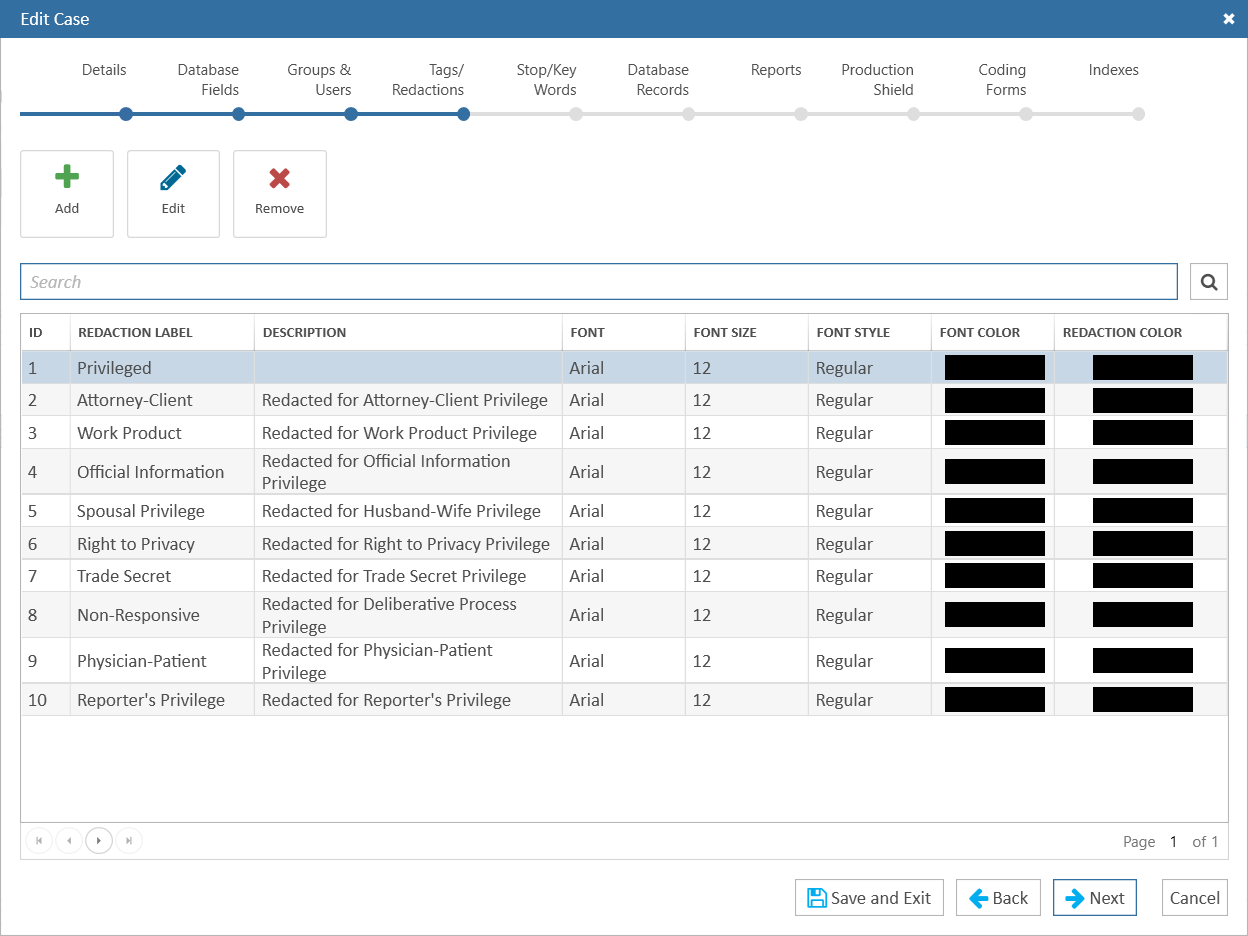 Edit Case
Details Database Groups & Tags/ Stop/Key Database Reports Production Coding Indexes
Fields Users Redactions Words Records Shield Forms
Add Edit Remove
Search
ID REDACTION LABEL DESCRIPTION FONT FONT SIZE FONT STYLE FONT COLOR REDACTION COLOR
1 Privileged Arial 12 Regular
2 Attorney-Client Redacted for Attorney-Client Privilege Arial 12 Regular
3 Work Product Redacted for Work Product Privilege Arial 12 Regular
4 Official Information Redacted for Official Information Arial 12 Regular
Privilege
5 Spousal Privilege Redacted for Husband-Wife Privilege Arial 12 Regular
6 Right to Privacy Redacted for Right to Privacy Privilege Arial 12 Regular
7 Trade Secret Redacted for Trade Secret Privilege Arial 12 Regular
8 Non-Responsive Redacted for Deliberative Process Arial 12 Regular
Privilege
9 Physician-Patient Redacted for Physician-Patient Arial 12 Regular
Privilege
10 Reporter's Privilege Redacted for Reporter's Privilege Arial 12 Regular
Page 1 of 1
Save and Exit Back Next Cancel